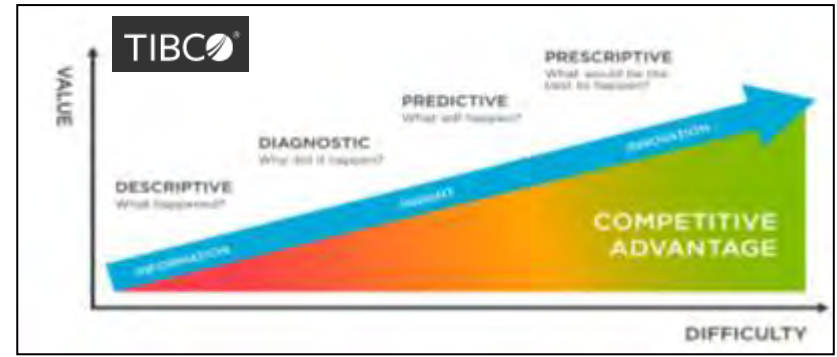 TIBCO®
VALUE
PRESCRIPTIVE
What would be the
best to happen?
PREDICTIVE
What will happen?
DIAGNOSTIC
Why did it happen?
DESCRIPTIVE
What happened?
INFORMATION
INSIGHT
INNOVATION
COMPETITIVE
ADVANTAGE
DIFFICULTY